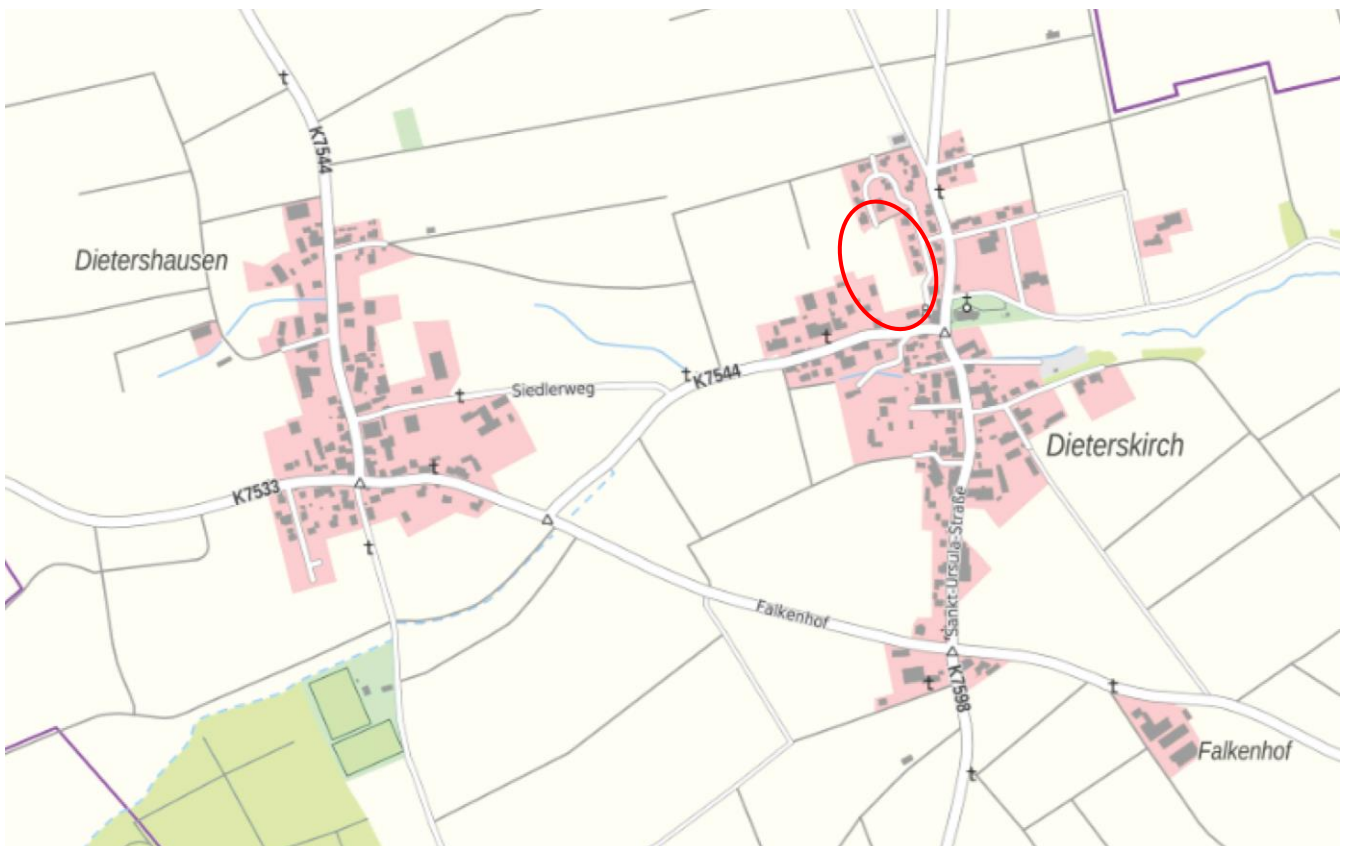 K7544
Dietershausen
Siedlerweg
K7544
Dieterskirch
K7533
Sankt-Ursula-Straße
Falkenhof
K7598
Falkenhof